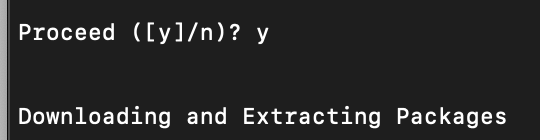 Proceed ([y]/n)? y
Downloading and Extracting Packages